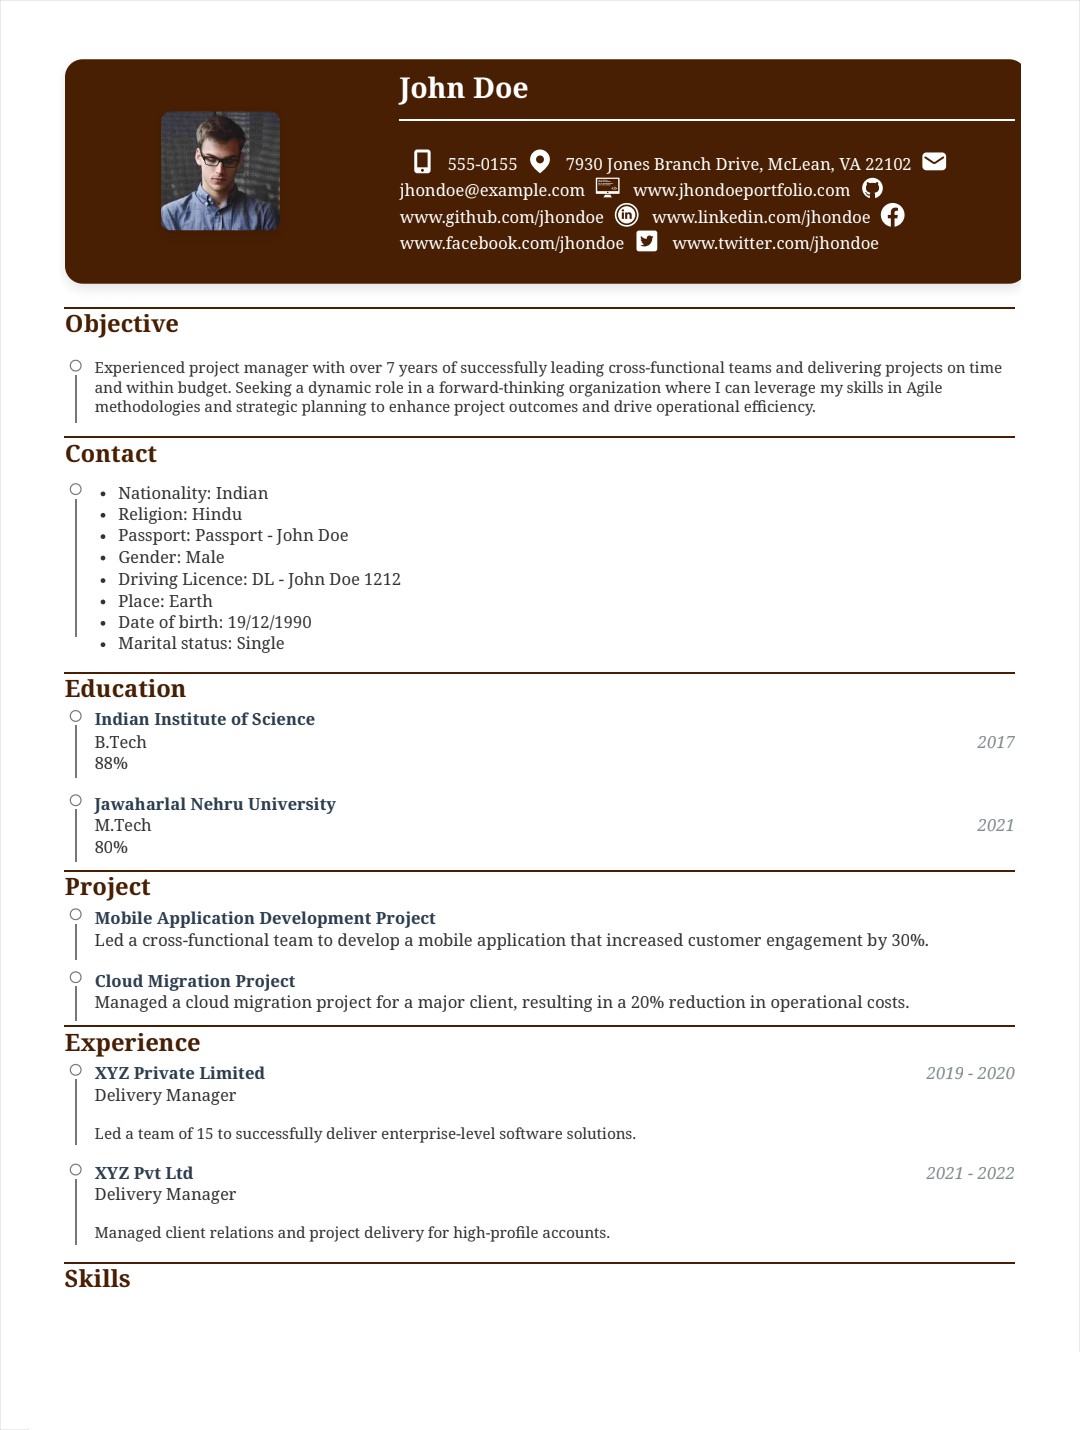 John Doe
555-0155 7930 Jones Branch Drive, McLean, VA 22102
jhondoe@example.com www.jhondoeportfolio.com
www.github.com/jhondoe www.linkedin.com/jhondoe
www.facebook.com/jhondoe www.twitter.com/jhondoe
Objective
Experienced project manager with over 7 years of successfully leading cross-functional teams and delivering projects on time
and within budget. Seeking a dynamic role in a forward-thinking organization where I can leverage my skills in Agile
methodologies and strategic planning to enhance project outcomes and drive operational efficiency.
Contact
• Nationality: Indian
• Religion: Hindu
• Passport: Passport - John Doe
• Gender: Male
• Driving Licence: DL - John Doe 1212
• Place: Earth
• Date of birth: 19/12/1990
• Marital status: Single
Education
Indian Institute of Science
B.Tech 2017
88%
Jawaharlal Nehru University
M.Tech 2021
80%
Project
Mobile Application Development Project
Led a cross-functional team to develop a mobile application that increased customer engagement by 30%.
Cloud Migration Project
Managed a cloud migration project for a major client, resulting in a 20% reduction in operational costs.
Experience
XYZ Private Limited 2019 - 2020
Delivery Manager
Led a team of 15 to successfully deliver enterprise-level software solutions.
XYZ Pvt Ltd 2021 - 2022
Delivery Manager
Managed client relations and project delivery for high-profile accounts.
Skills